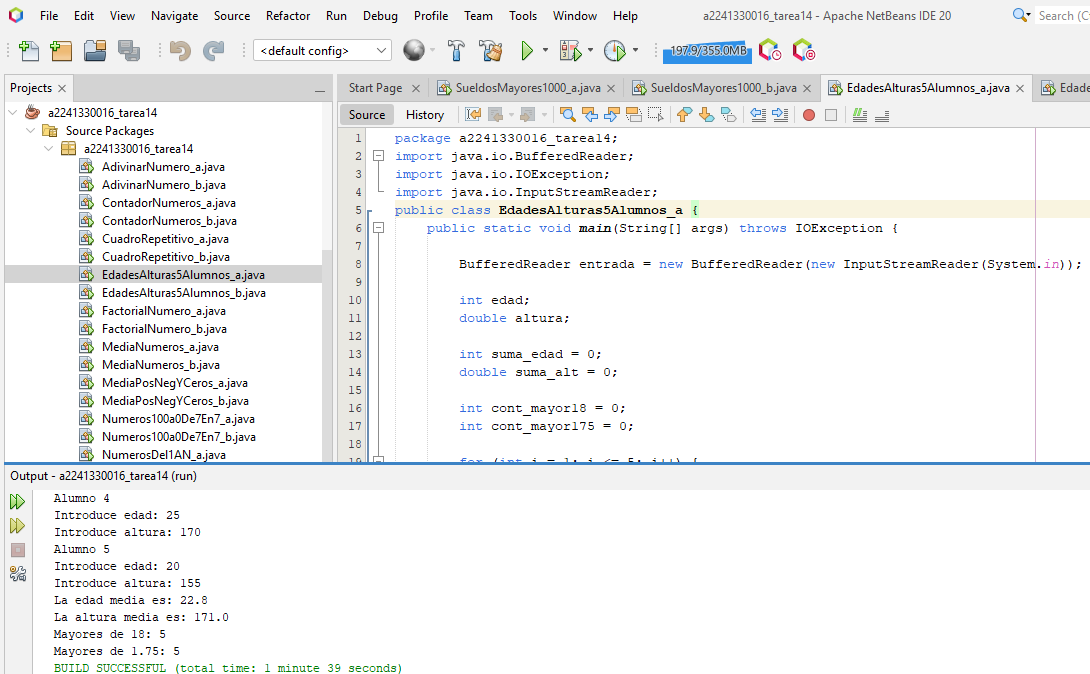 File Edit View Navigate Source Refactor Run Debug Profile Team Tools Window Help a2241330016_tarea14 - Apache NetBeans IDE 20 Search (C
<default config> 197.9/355.0MB
Projects
a2241330016_tarea14
Source Packages
a2241330016_tarea14
AdivinarNumero_a.java
AdivinarNumero_b.java
ContadorNumeros_a.java
ContadorNumeros_b.java
CuadroRepetitivo_a.java
CuadroRepetitivo_b.java
EdadesAlturas5Alumnos_a.java
EdadesAlturas5Alumnos_b.java
FactorialNumero_a.java
FactorialNumero_b.java
MediaNumeros_a.java
MediaNumeros_b.java
MediaPosNegYCeros_a.java
MediaPosNegYCeros_b.java
Numeros100a0De7En7_a.java
Numeros100a0De7En7_b.java
NumerosDel1AN_a.java
Start Page SueldosMayores1000_a.java SueldosMayores1000_b.java EdadesAlturas5Alumnos_a.java Edade
Source History
1 package a2241330016_tarea14;
2 import java.io.BufferedReader;
3 import java.io.IOException;
4 import java.io.InputStreamReader;
5 public class EdadesAlturas5Alumnos_a {
6 public static void main(String[] args) throws IOException {
7
8 BufferedReader entrada = new BufferedReader(new InputStreamReader(System.in));
9
10 int edad;
11 double altura;
12
13 int suma_edad = 0;
14 double suma_alt = 0;
15
16 int cont_mayor18 = 0;
17 int cont_mayor175 = 0;
18
19 for (int i = 1; i <= 5; i++) {
Output - a2241330016_tarea14 (run)
Alumno 4
Introduce edad: 25
Introduce altura: 170
Alumno 5
Introduce edad: 20
Introduce altura: 155
La edad media es: 22.8
La altura media es: 171.0
Mayores de 18: 5
Mayores de 1.75: 5
BUILD SUCCESSFUL (total time: 1 minute 39 seconds)